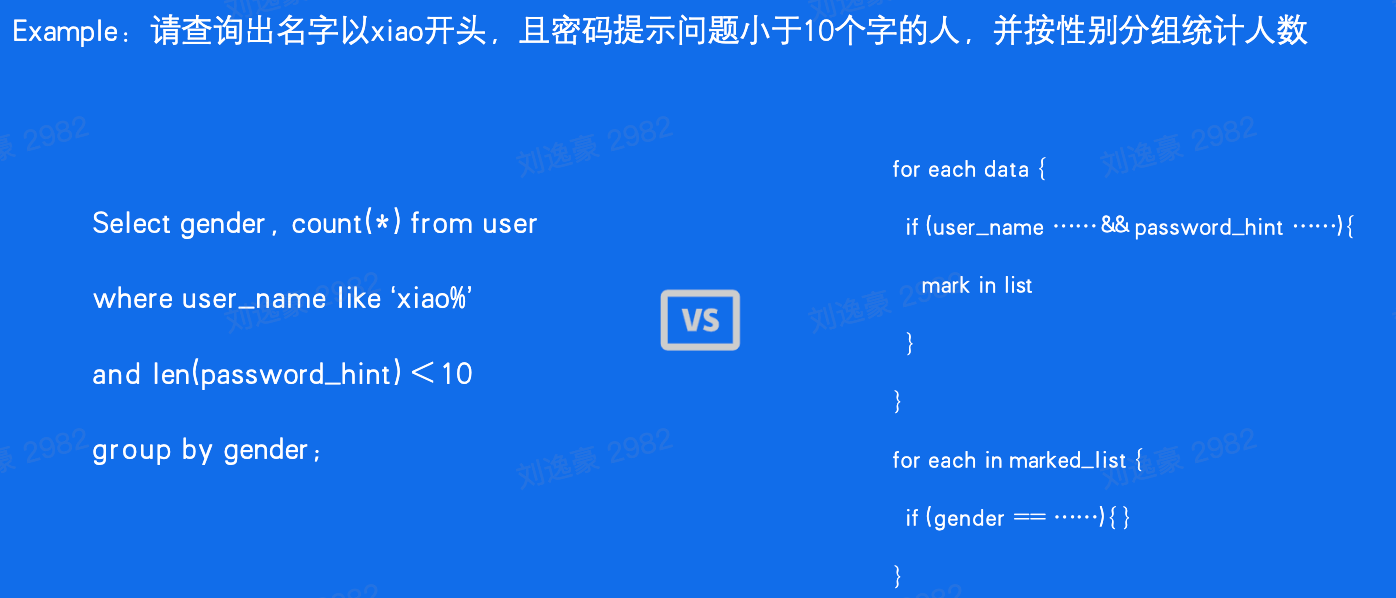 Example：请查询出名字以xiao开头，且密码提示问题小于10个字的人，并按性别分组统计人数
Select gender，count(*) from user
where user_name like ‘xiao%’
and len(password_hint)＜10
group by gender；
VS
for each data {
if (user_name ……&& password_hint ……){
mark in list
}
}
for each in marked_list {
if (gender == ……){ }
}
刘逸豪 2982
刘逸豪 2982
豪 2982
刘逸豪 2982
刘逸豪 2982
豪 2982
刘逸豪 2982
刘逸豪 2982